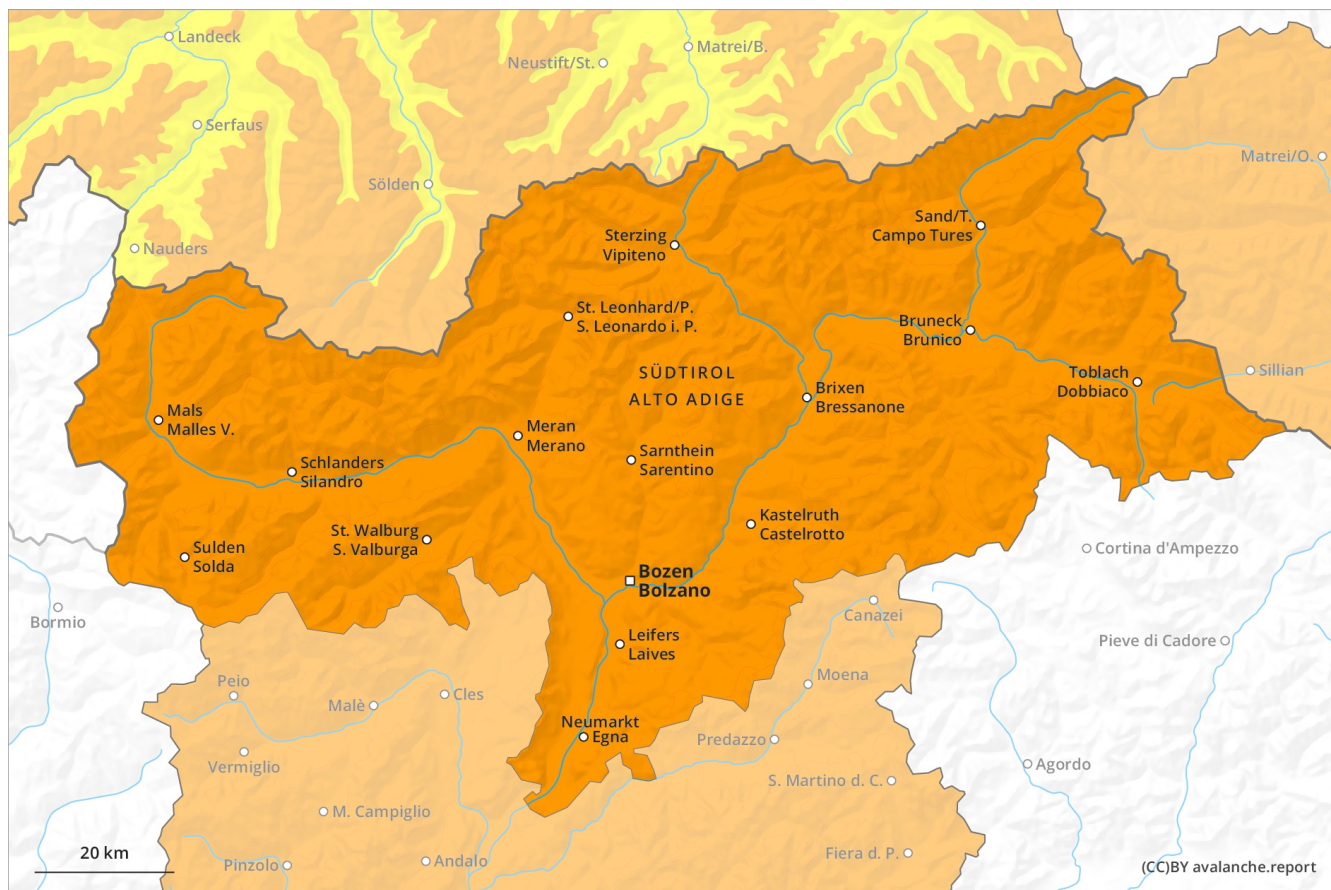 Landeck
Matrei/B.
Neustift/St.
Serfaus
Matrei/O.
Sölden
Sand/T.
Campo Tures
Sterzing
Vipiteno
Nauders
St. Leonhard/P.
S. Leonardo i. P.
Bruneck
Brunico
SÜDTIROL
ALTO ADIGE
Toblach
Dobbiaco
Sillian
Brixen
Bressanone
Mals
Malles V.
Meran
Merano
Sarnthein
Sarentino
Schlanders
Silandro
Kastelruth
Castelrotto
St. Walburg
S. Valburga
Sulden
Solda
Cortina d'Ampezzo
Bozen
Bolzano
Bormio
Canazei
Leifers
Laives
Pieve di Cadore
Peio
Moena
Cles
Malè
Neumarkt
Egna
Predazzo
Vermiglio
Agordo
S. Martino d. C.
M. Campiglio
20 km
Pinzolo
Andalo
Fiera d. P.
(CC)BY avalanche.report